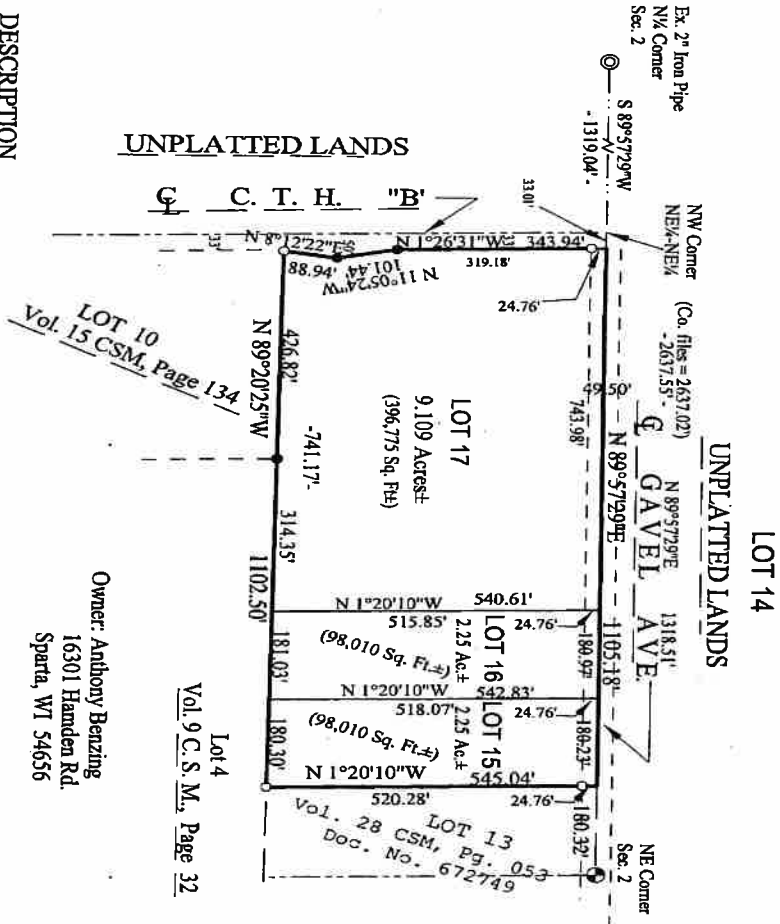 LOT 14
UNPLATTED LANDS
Ex. 2" Iron Pipe
N¼ Corner
Sec. 2
S 89°57'29"W
- 1319.04' -
NW Corner
NE¼-NE¼
(Co. files = 2637.02')
- 2637.55' -
N 89°57'29"E
1318.51'
℄ GAVEL AVE.
NE Corner
Sec. 2
49.50'
N 89°57'29"E
1105.18'
743.98'
180.97'
180.23'
180.32'
UNPLATTED LANDS
℄ C. T. H. "B'
33.01'
N 1°26'31"W
33'
343.94'
319.18'
24.76'
N 11°05'24"W
101.44'
N 8°12'22"E
88.94'
33'
LOT 17
9.109 Acres±
(396,775 Sq. Ft±)
N 1°20'10"W
540.61'
515.85'
24.76'
LOT 16
2.25 Ac.±
(98,010 Sq. Ft.±)
N 1°20'10"W
542.83'
518.07'
24.76'
LOT 15
2.25 Ac.±
(98,010 Sq. Ft.±)
N 1°20'10"W
545.04'
520.28'
24.76'
LOT 13
Vol. 28 CSM, Pg. 053
Doc. No. 672749
426.82'
N 89°20'25"W
-741.17'-
314.35'
1102.50'
181.03'
180.30'
LOT 10
Vol. 15 CSM, Page 134
Lot 4
Vol. 9 C. S. M., Page 32
Owner: Anthony Benzing
16301 Hamden Rd.
Sparta, WI 54656
DESCRIPTION